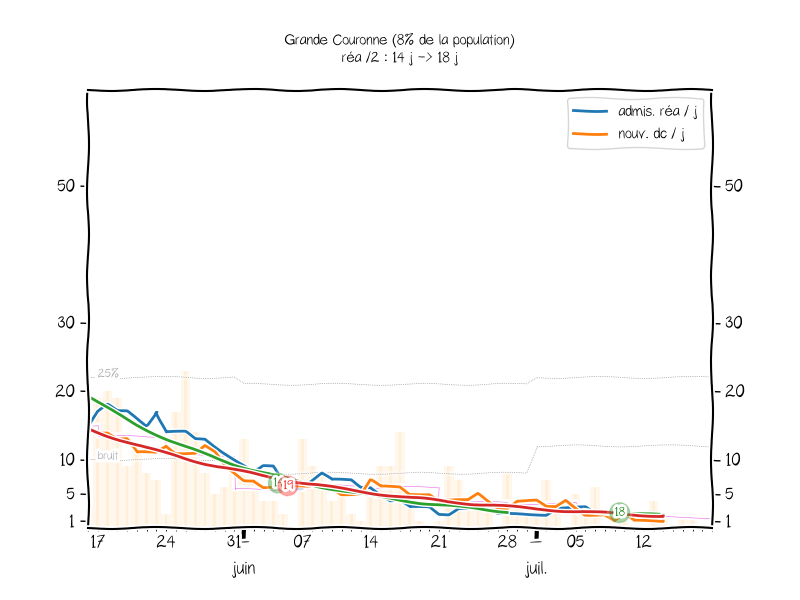 Grande Couronne (8% de la population)
réa /2 : 14 j -> 18 j
admis. réa / j
nouv. dc / j
50 50
30 30
25%
20 20
bruit
10 10
5 5
1 1
19
18
17 24 31 07 14 21 28 05 12
juin juil.